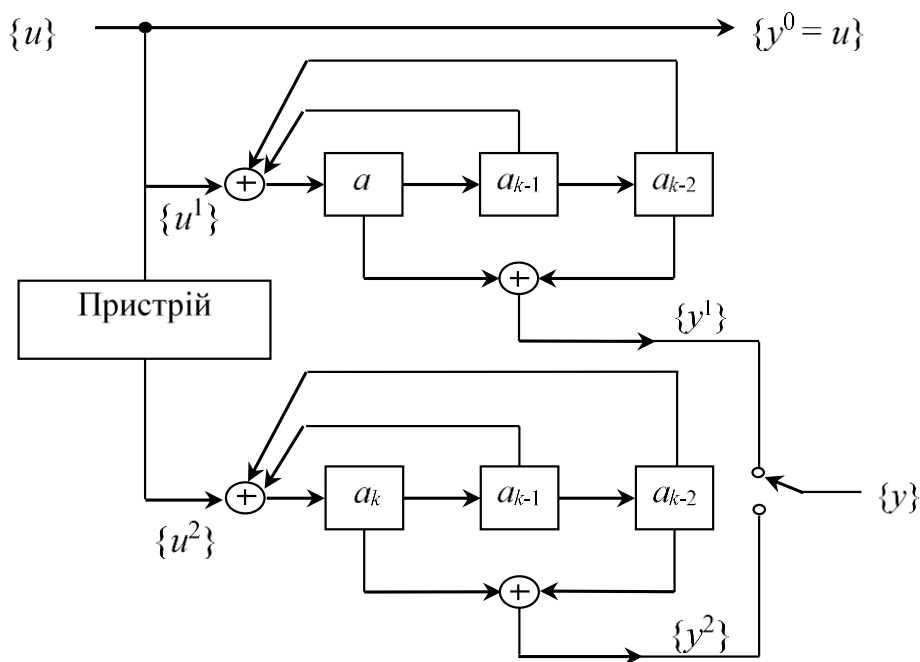 {u} {y⁰ = u}
+ a aₖ₋₁ aₖ₋₂
{u¹}
+
Пристрій
{y¹}
+ aₖ aₖ₋₁ aₖ₋₂
{y}
{u²}
+
{y²}